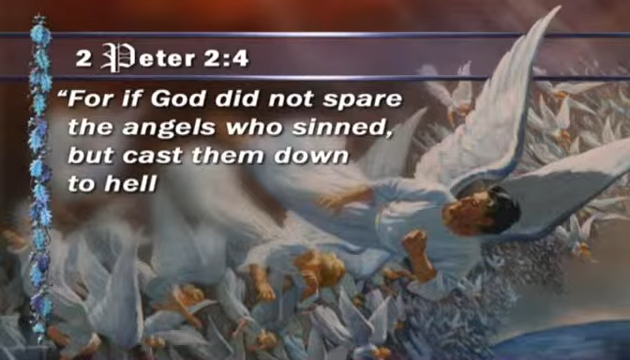 2 Peter 2:4
“For if God did not spare
the angels who sinned,
but cast them down
to hell